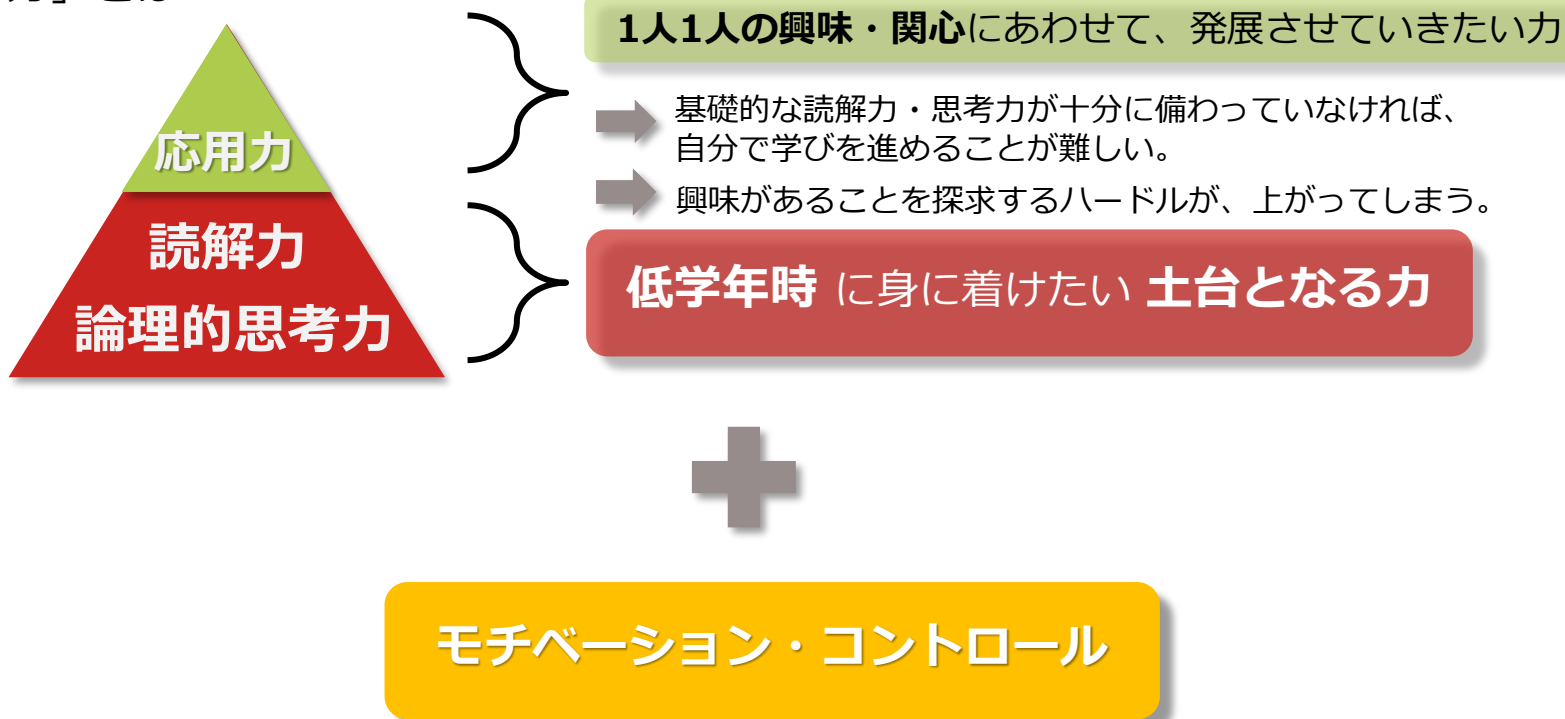 力」とは
1人1人の興味・関心にあわせて、発展させていきたい力
応用力
基礎的な読解力・思考力が十分に備わっていなければ、
自分で学びを進めることが難しい。
興味があることを探求するハードルが、上がってしまう。
読解力
論理的思考力
低学年時 に身に着けたい 土台となる力
モチベーション・コントロール